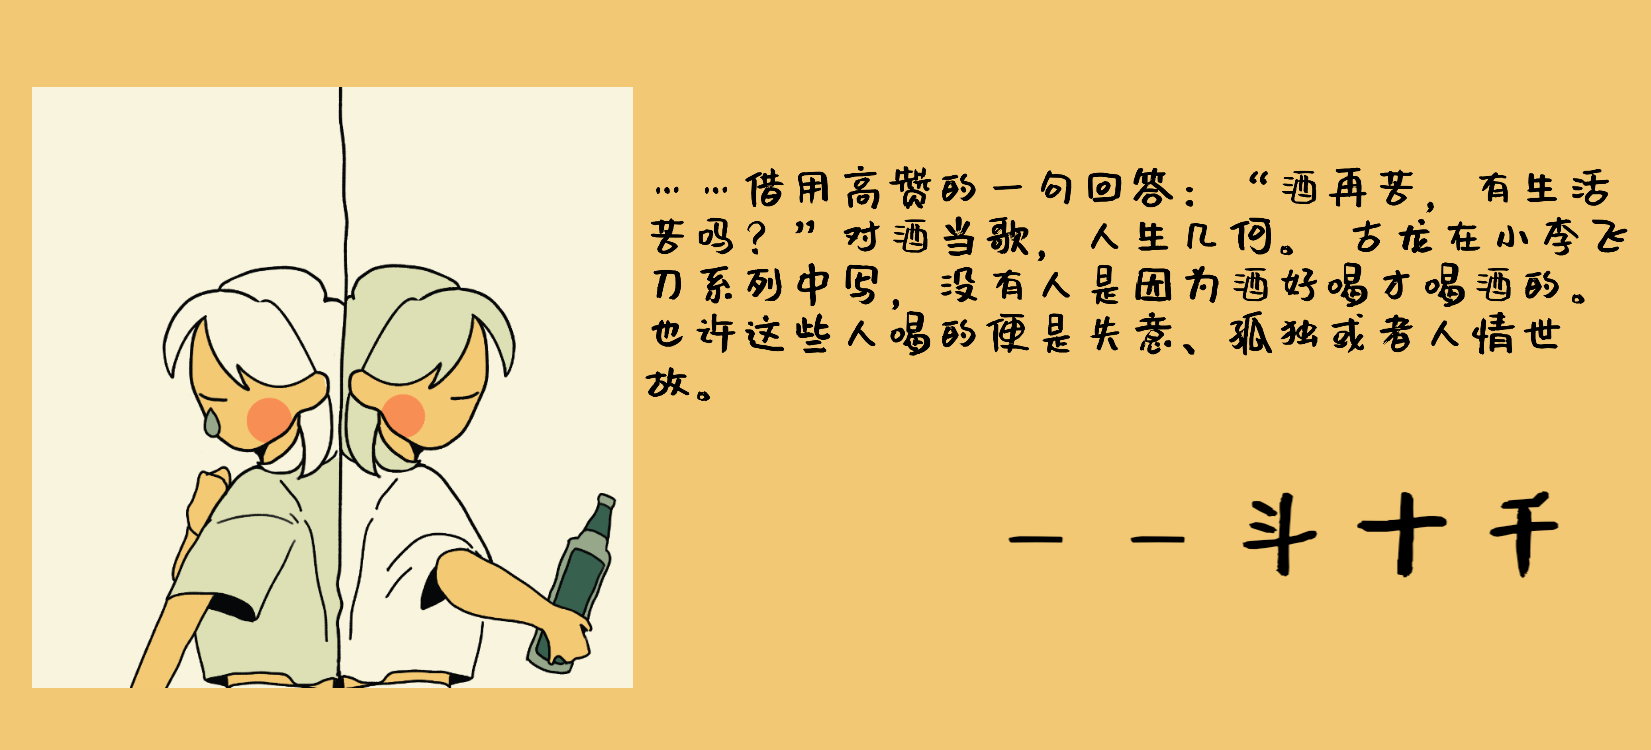 ……借用高赞的一句回答：“酒再苦，有生活
苦吗？”对酒当歌，人生几何。 古龙在小李飞
刀系列中写，没有人是因为酒好喝才喝酒的。
也许这些人喝的便是失意、孤独或者人情世
故。
——斗十千